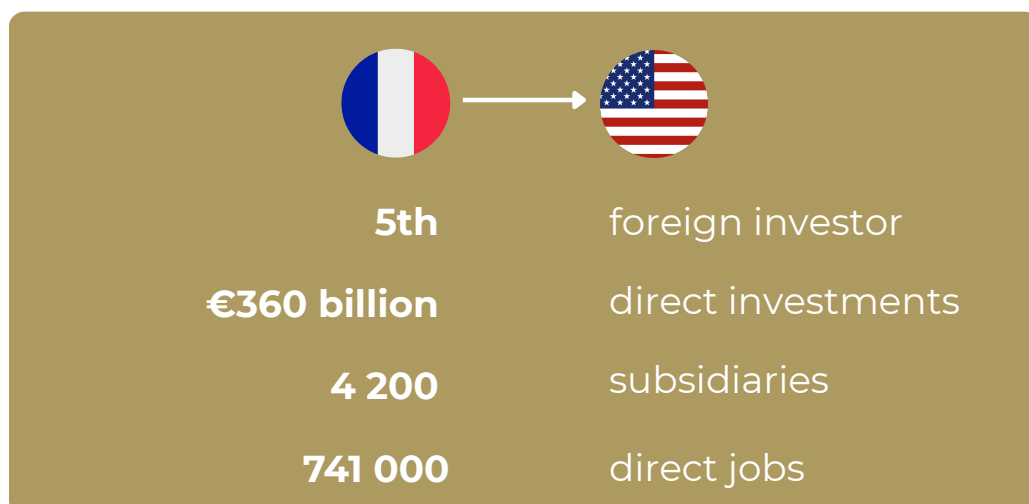 5th foreign investor
€360 billion direct investments
4 200 subsidiaries
741 000 direct jobs